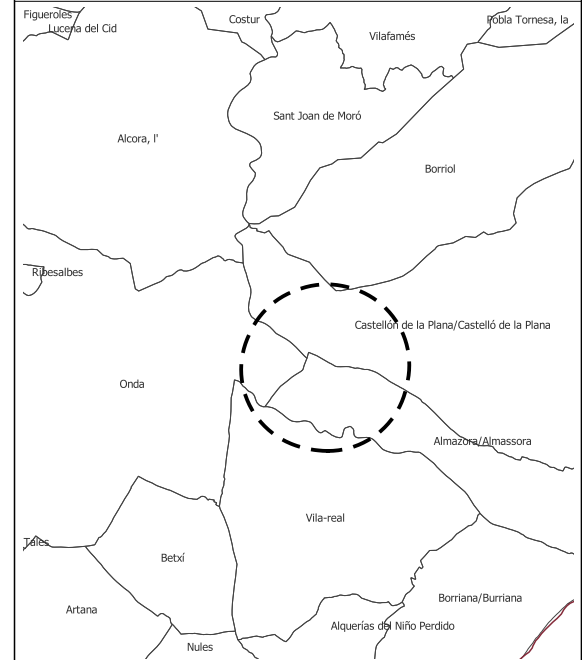 Figueroles
Costur
Pobla Tornesa, la
Lucena del Cid
Vilafamés
Sant Joan de Moró
Alcora, l'
Borriol
Ribesalbes
Castellón de la Plana/Castelló de la Plana
Onda
Almazora/Almassora
Vila-real
Tales
Betxí
Borriana/Burriana
Artana
Alquerías del Niño Perdido
Nules